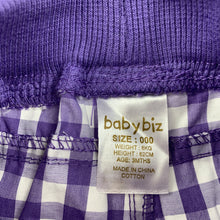 babybiz
SIZE : 000
WEIGHT: 6KG
HEIGHT: 62CM
AGE: 3MTHS
MADE IN CHINA
COTTON